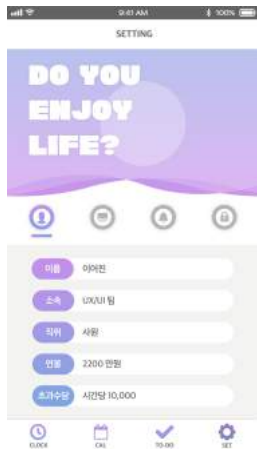 9:41 AM
100%
SETTING
DO YOU
ENJOY
LIFE?
이름 이어진
소속 UX/UI 팀
직위 사원
연봉 2200 만원
초과수당 시간당 10,000
CLOCK CAL TO-DO SET